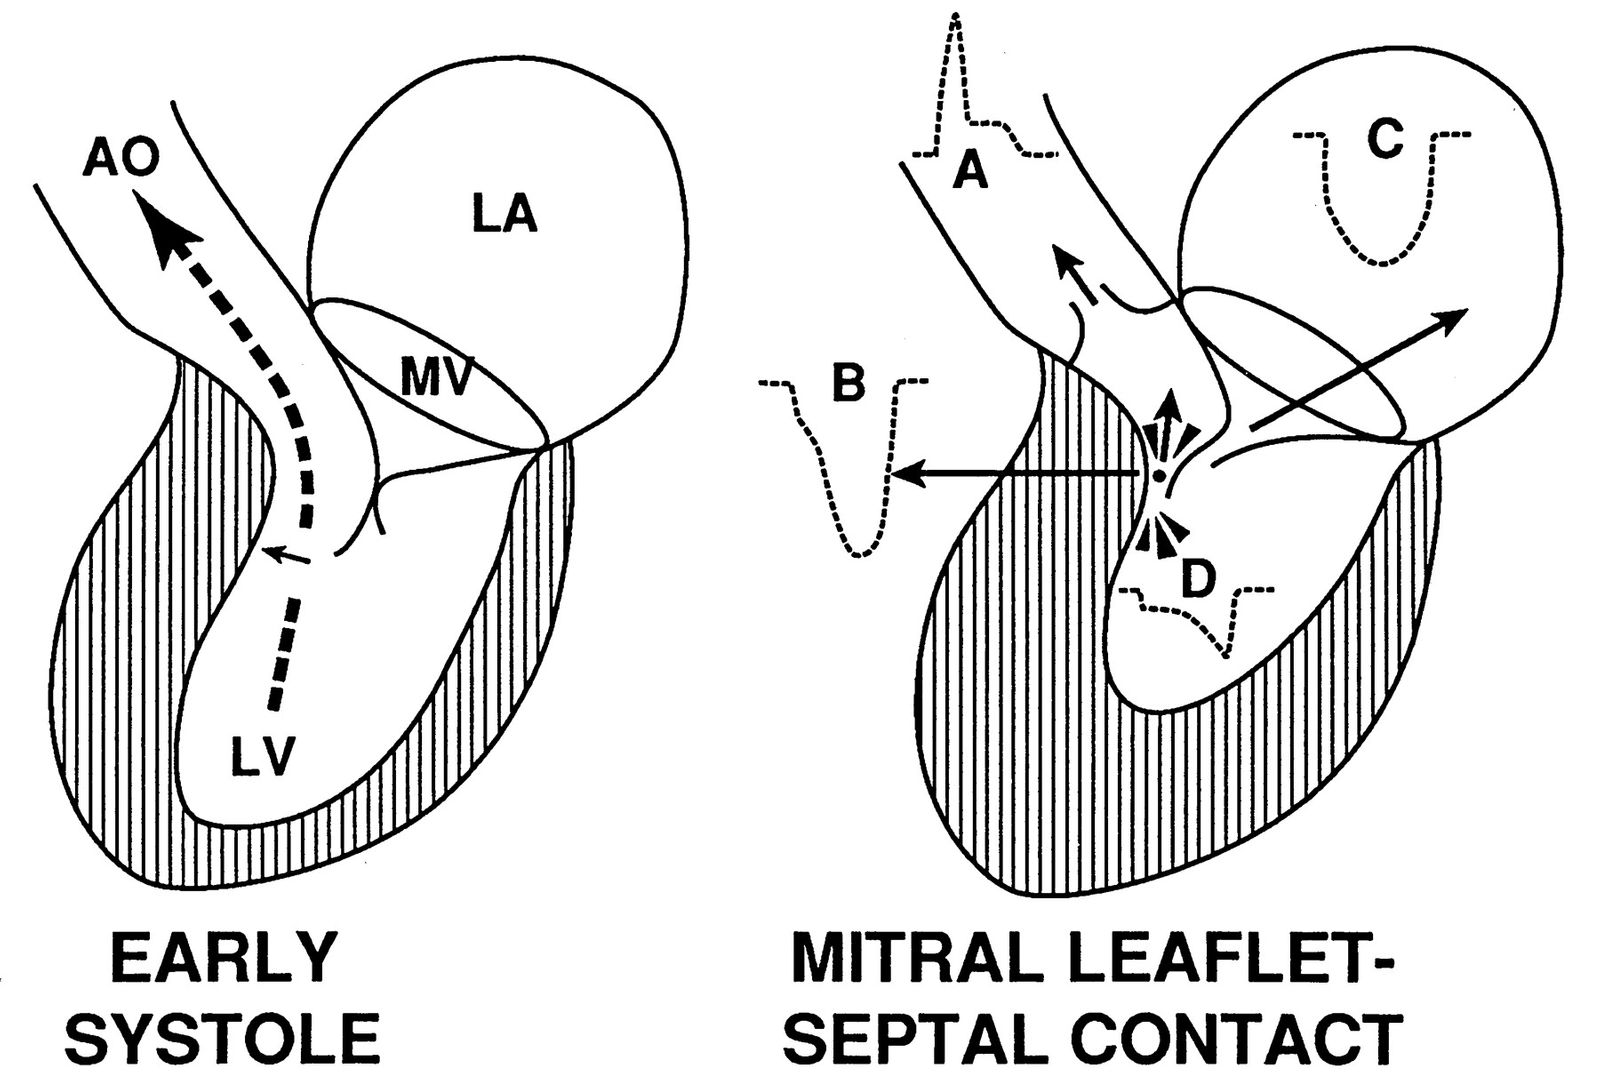 AO
LA
MV
LV
EARLY
SYSTOLE
A
C
B
D
MITRAL LEAFLET-
SEPTAL CONTACT